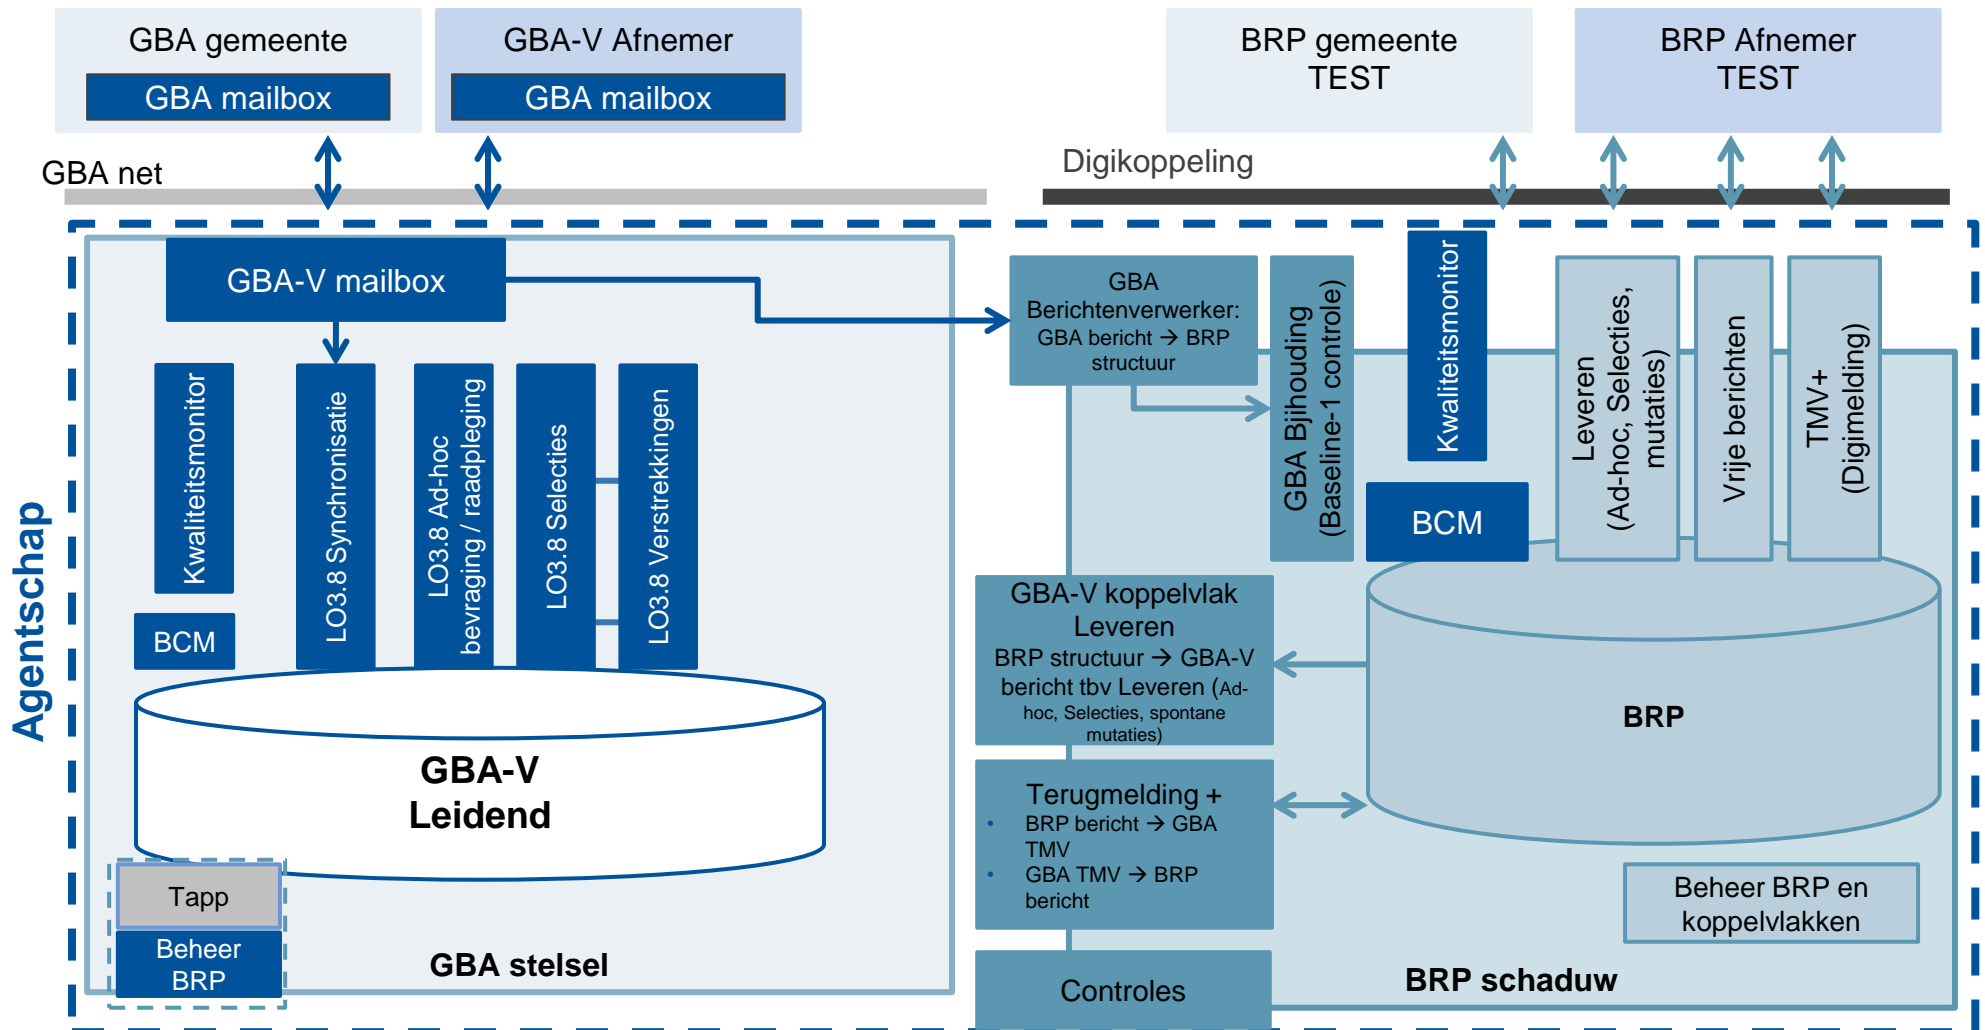 GBA gemeente
GBA mailbox
GBA-V Afnemer
GBA mailbox
BRP gemeente
TEST
BRP Afnemer
TEST
GBA net
Digikoppeling
Agentschap
GBA-V mailbox
Kwaliteitsmonitor
BCM
LO3.8 Synchronisatie
LO3.8 Ad-hoc
bevraging / raadpleging
LO3.8 Selecties
LO3.8 Verstrekkingen
GBA-V
Leidend
Tapp
Beheer
BRP
GBA stelsel
GBA
Berichtenverwerker:
GBA bericht → BRP
structuur
GBA Bjihouding
(Baseline-1 controle)
Kwaliteitsmonitor
BCM
Leveren
(Ad-hoc, Selecties,
mutaties)
Vrije berichten
TMV+
(Digimelding)
GBA-V koppelvlak
Leveren
BRP structuur → GBA-V
bericht tbv Leveren (Ad-
hoc, Selecties, spontane
mutaties)
BRP
Terugmelding +
• BRP bericht → GBA
TMV
• GBA TMV → BRP
bericht
Beheer BRP en
koppelvlakken
Controles
BRP schaduw